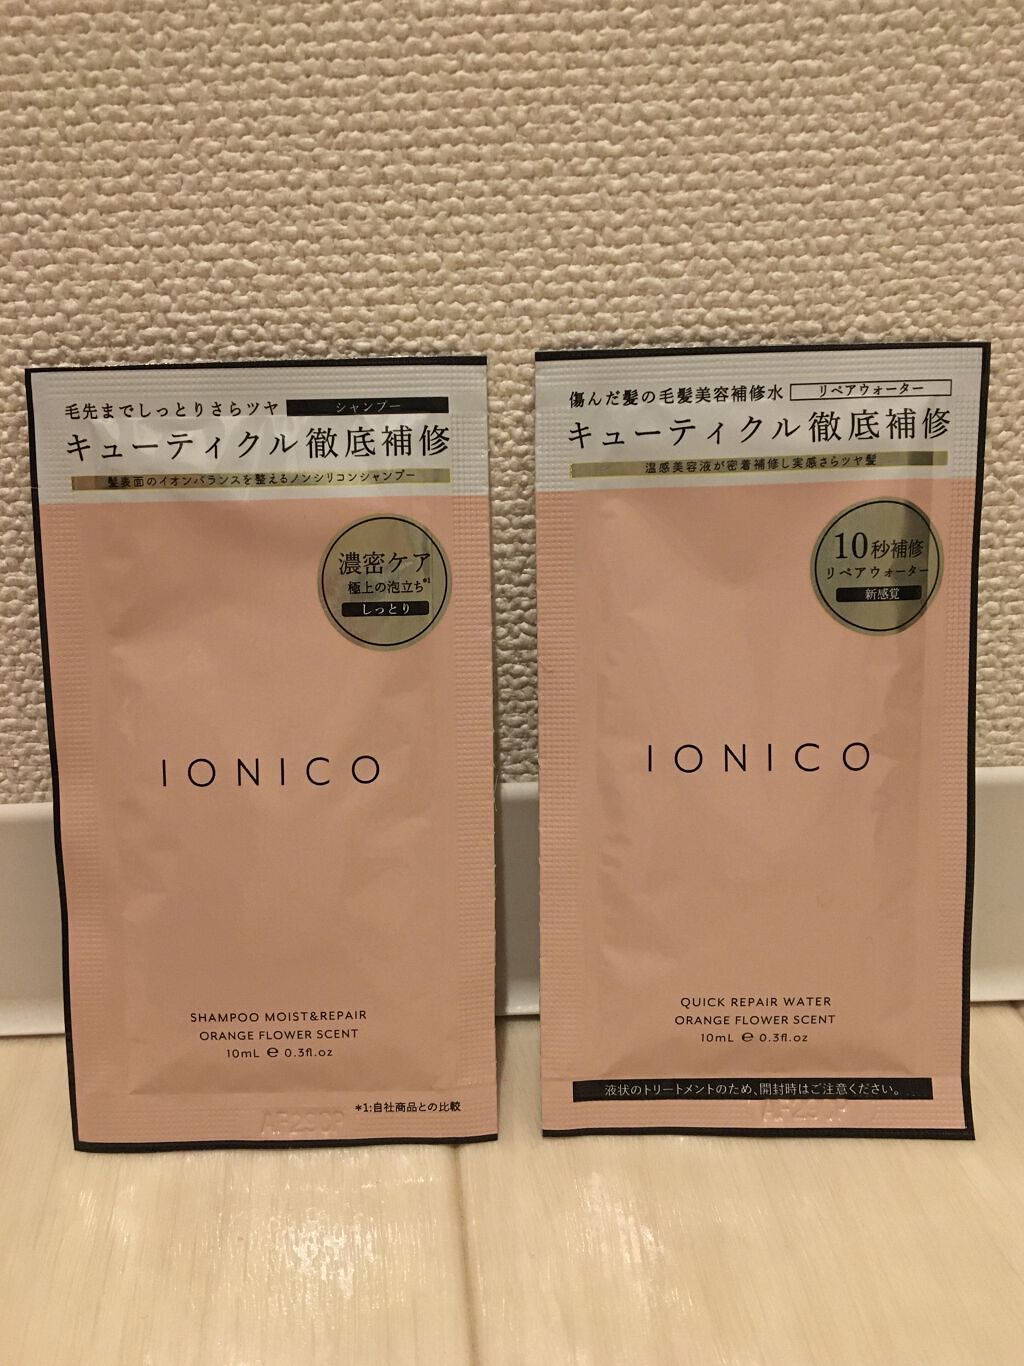 毛先までしっとりさらツヤ シャンプー
キューティクル徹底補修
髪表面のイオンバランスを整えるノンシリコンシャンプー
濃密ケア
極上の泡立ち*1
しっとり
IONICO
SHAMPOO MOIST&REPAIR
ORANGE FLOWER SCENT
10mL ℮ 0.3fl.oz
*1:自社商品との比較
傷んだ髪の毛髪美容補修水 リペアウォーター
キューティクル徹底補修
温感美容液が密着補修し実感さらツヤ髪
10秒補修
リペアウォーター
新感覚
IONICO
QUICK REPAIR WATER
ORANGE FLOWER SCENT
10mL ℮ 0.3fl.oz
液状のトリートメントのため、開封時はご注意ください。